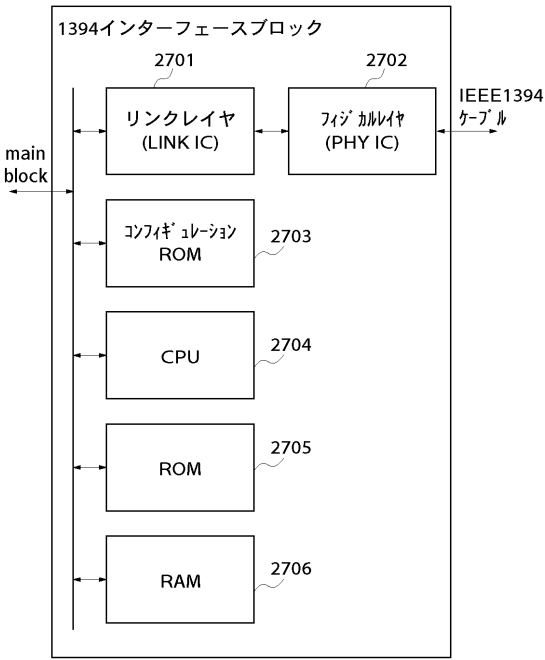 1394インターフェースブロック
2701
2702
リンクレイヤ
(LINK IC)
ﾌｨｼﾞｶﾙﾚｲﾔ
(PHY IC)
IEEE1394
ｹｰﾌﾞﾙ
main
block
ｺﾝﾌｨｷﾞｭﾚｰｼｮﾝ
ROM
2703
CPU
2704
ROM
2705
RAM
2706